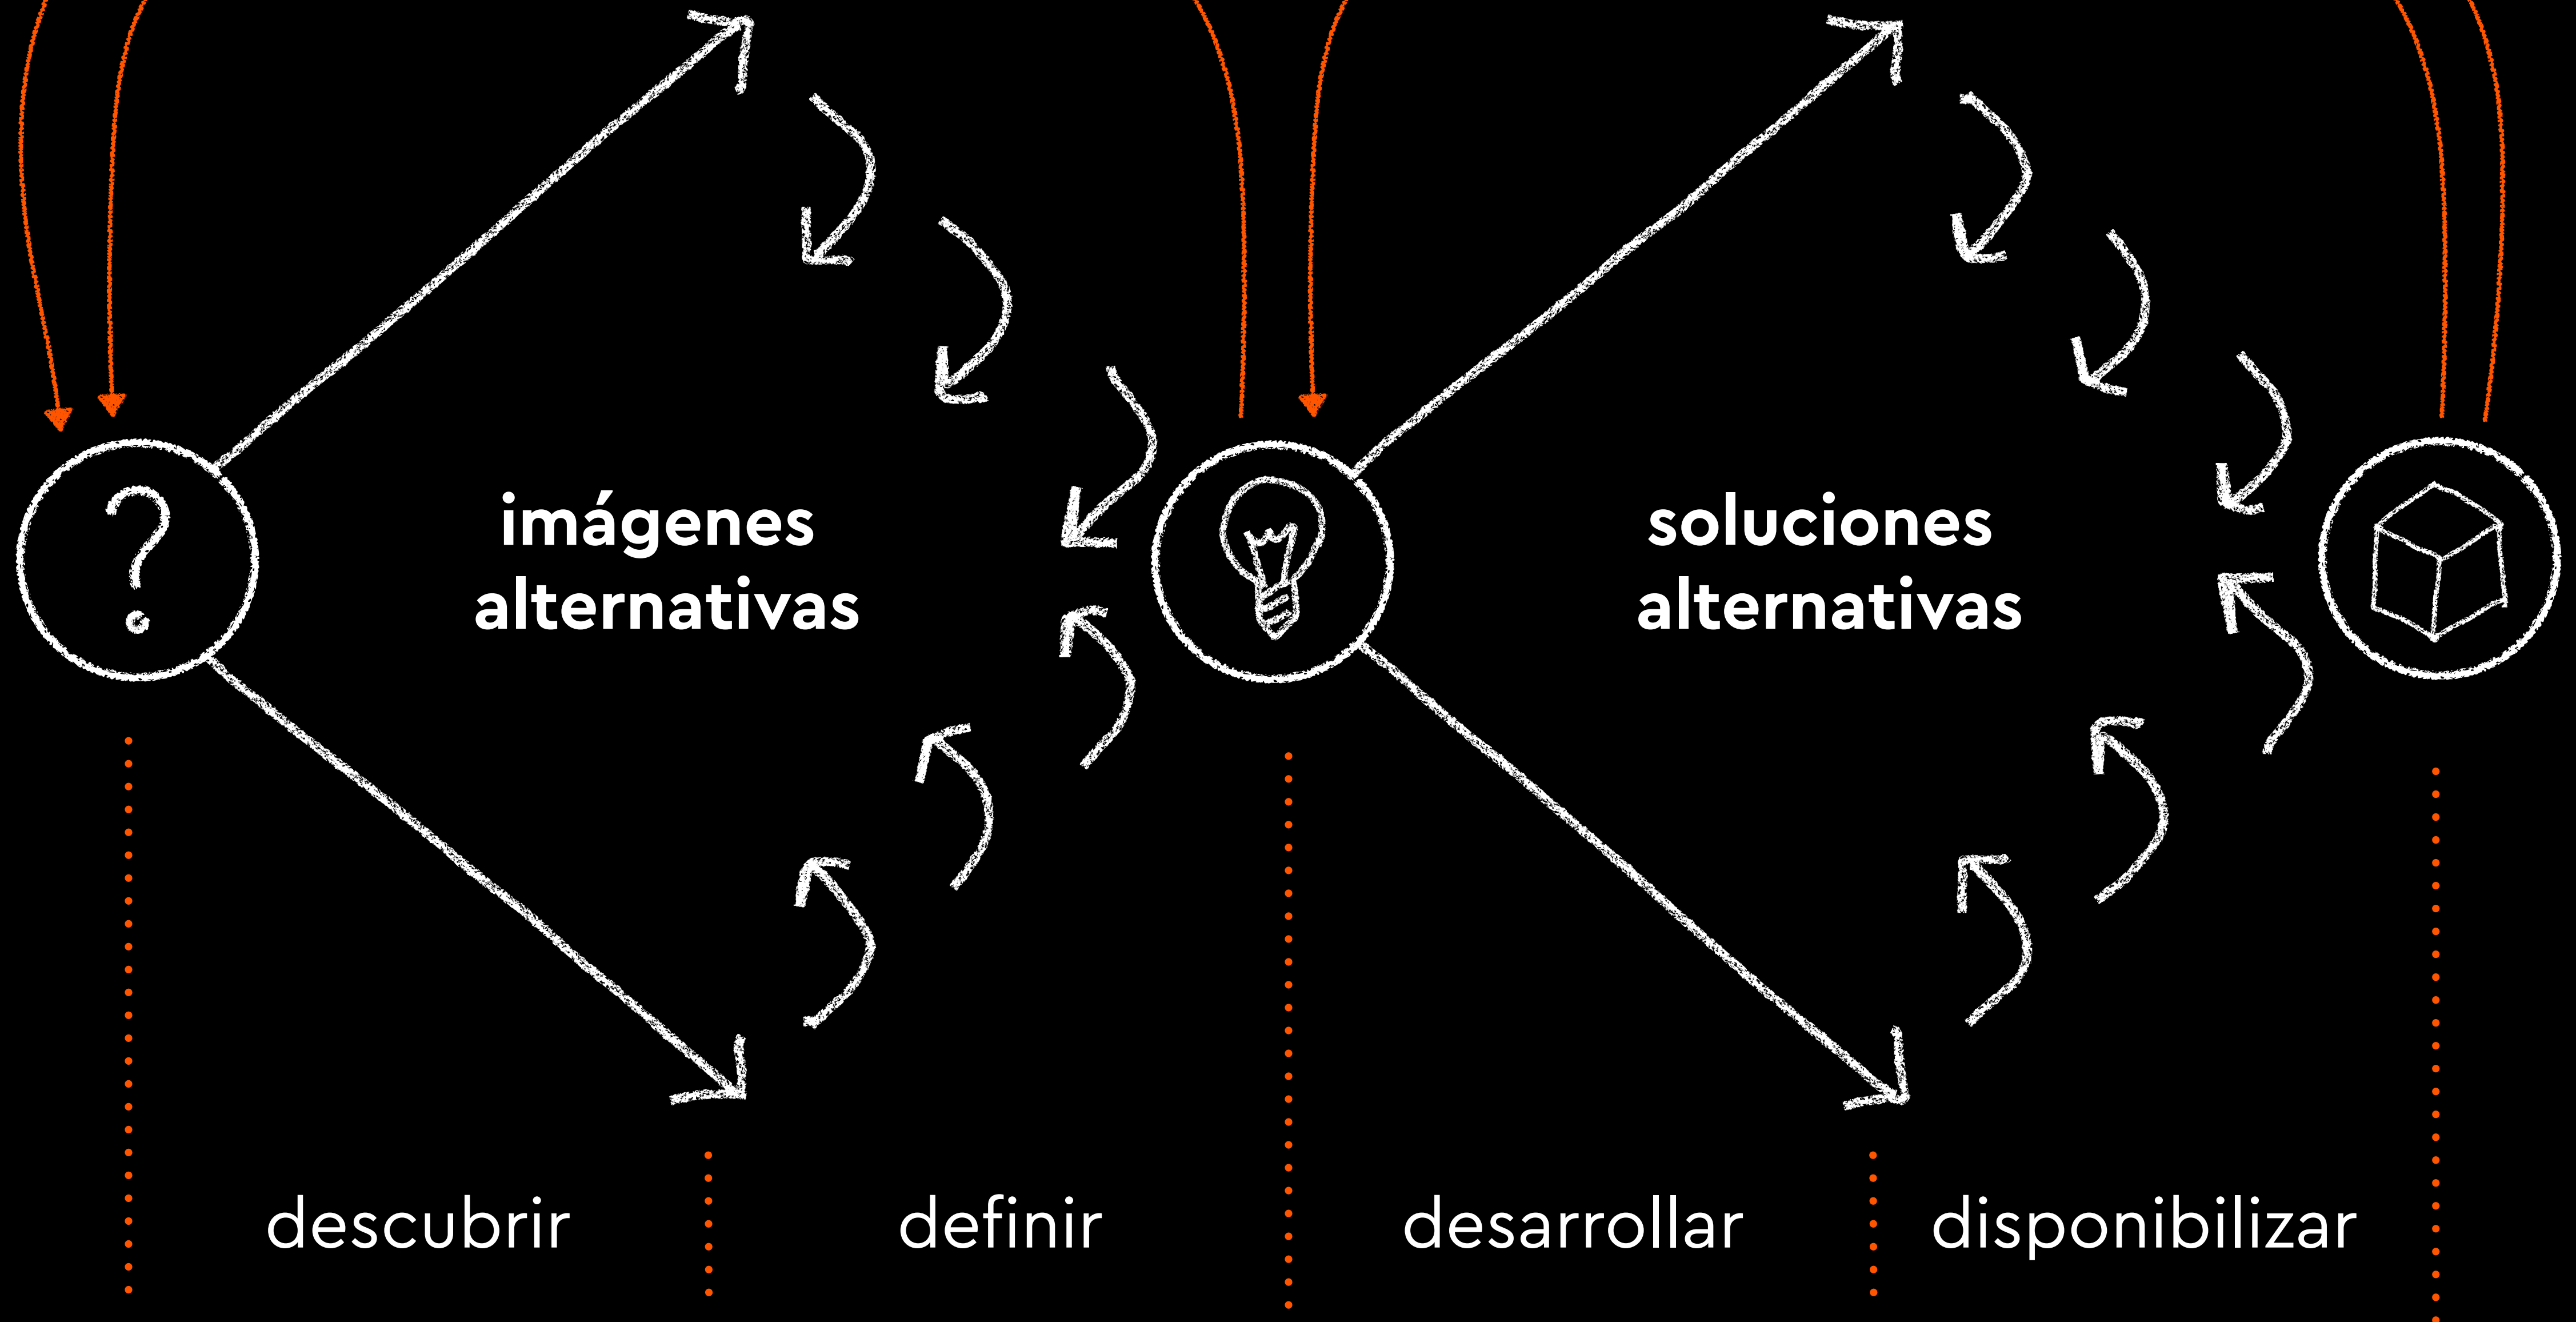 imágenes
alternativas
soluciones
alternativas
descubrir
definir
desarrollar
disponibilizar